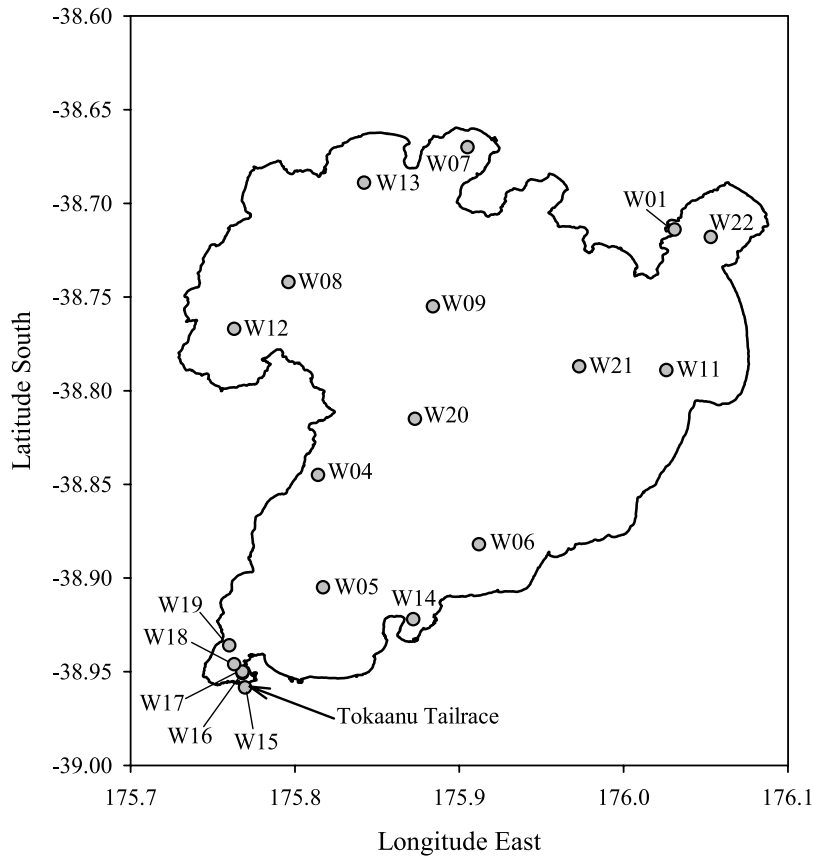 -38.60
-38.65
-38.70
-38.75
-38.80
-38.85
-38.90
-38.95
-39.00
Latitude South
W07
W13
W01
W22
W08
W09
W12
W21
W11
W20
W04
W06
W05
W14
W19
W18
W17
W16
W15
Tokaanu Tailrace
175.7
175.8
175.9
176.0
176.1
Longitude East